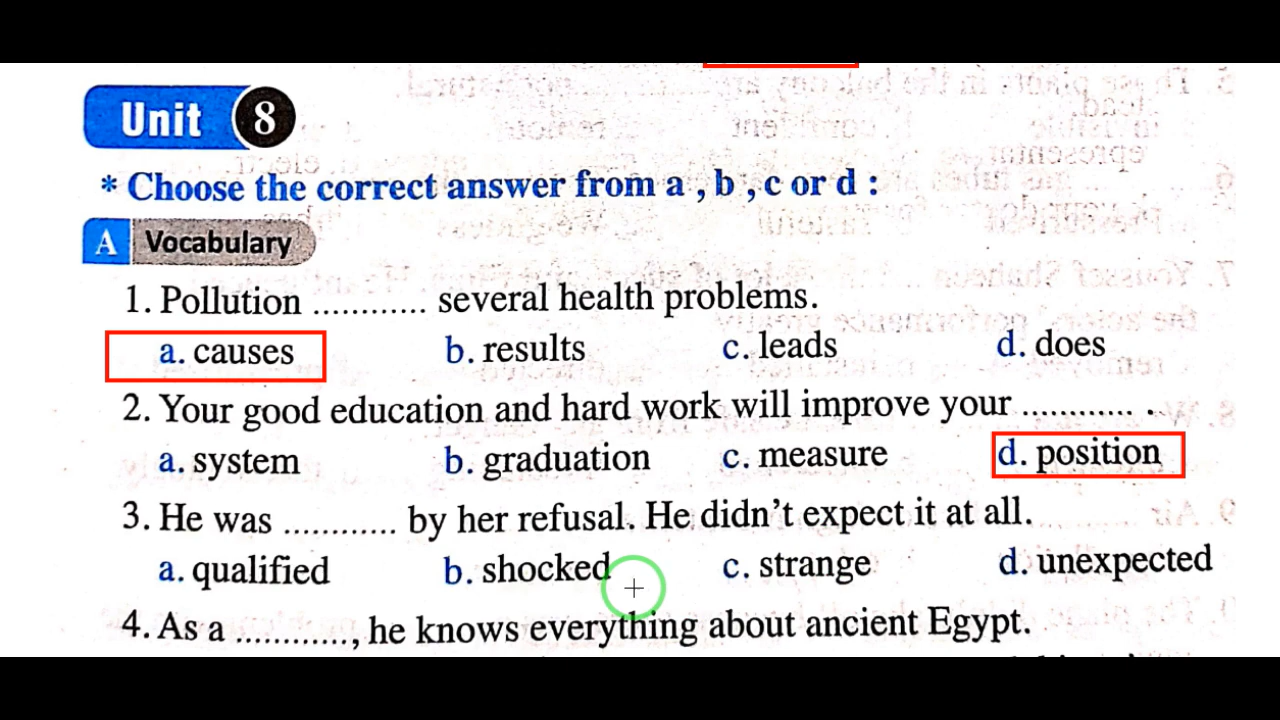 Unit 8
* Choose the correct answer from a , b , c or d :
A Vocabulary
1. Pollution ............ several health problems.
a. causes b. results c. leads d. does
2. Your good education and hard work will improve your ............ .
a. system b. graduation c. measure d. position
3. He was ............ by her refusal. He didn't expect it at all.
a. qualified b. shocked c. strange d. unexpected
4. As a ............, he knows everything about ancient Egypt.